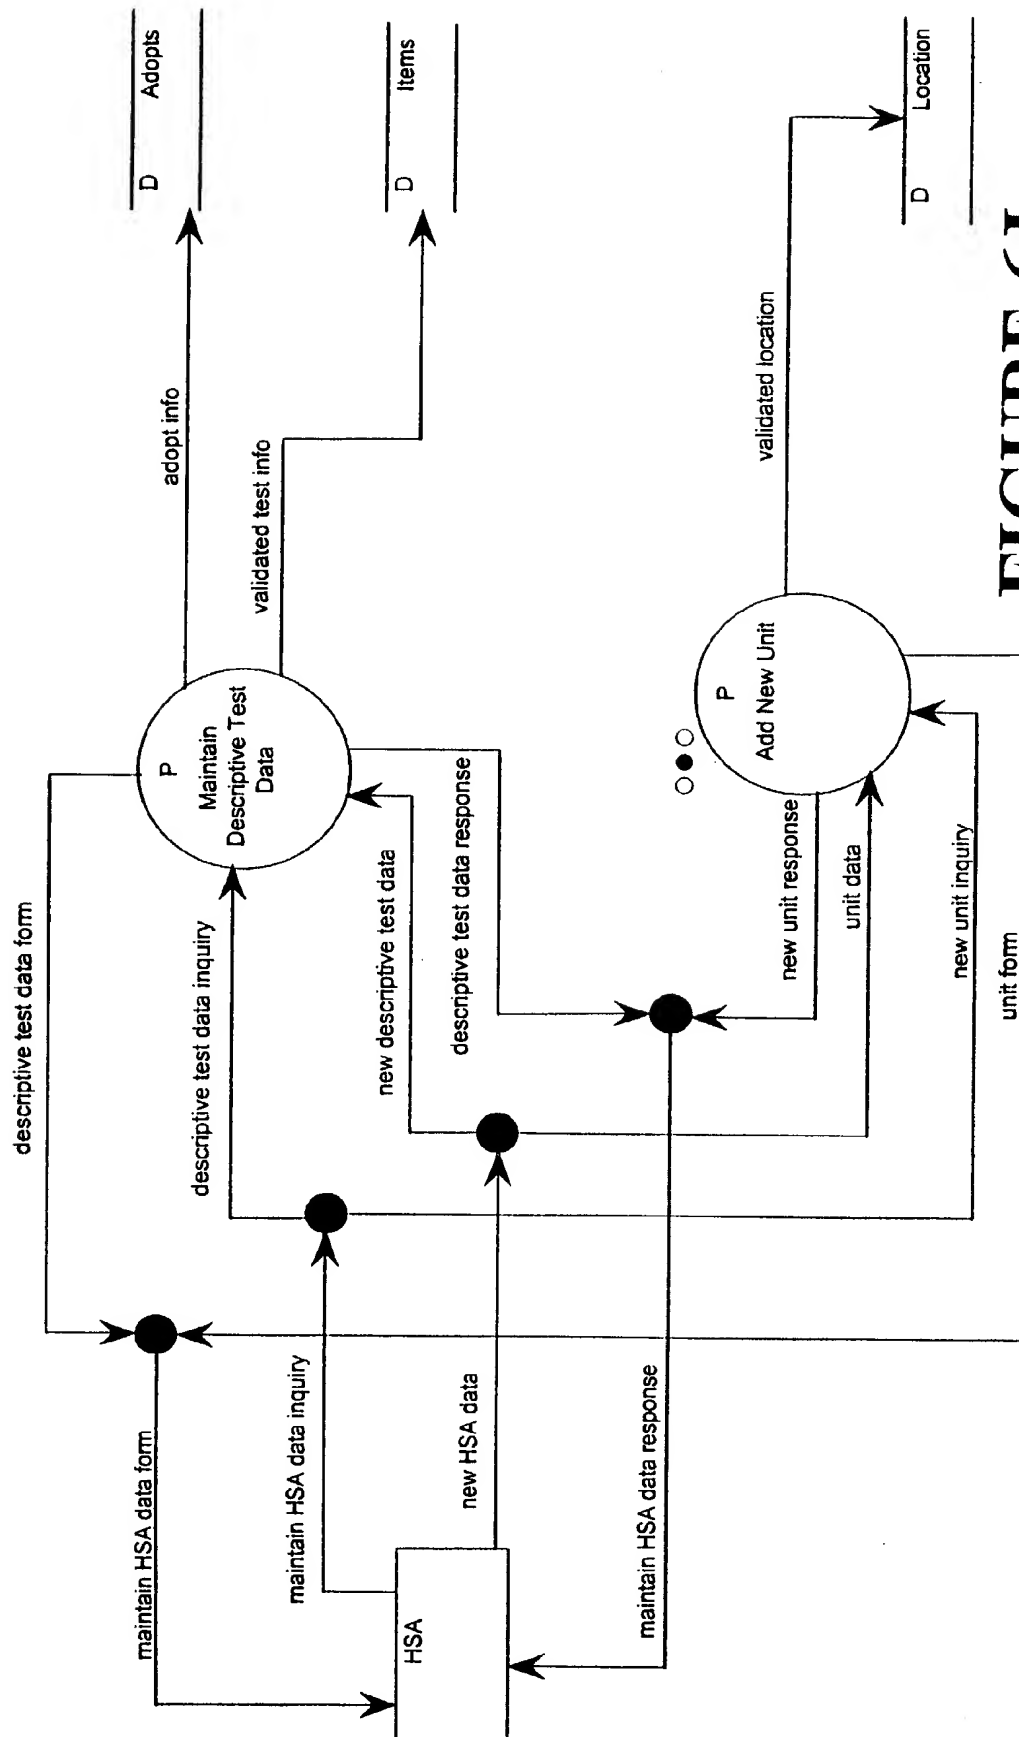 descriptive test data form
maintain HSA data form
P
D Adopts
adopt info
descriptive test data inquiry
Maintain
Descriptive Test
Data
validated test info
maintain HSA data inquiry
new descriptive test data
D Items
HSA
new HSA data
descriptive test data response
maintain HSA data response
P
Add New Unit
validated location
new unit response
unit data
D Location
new unit inquiry
unit form
FIGURE